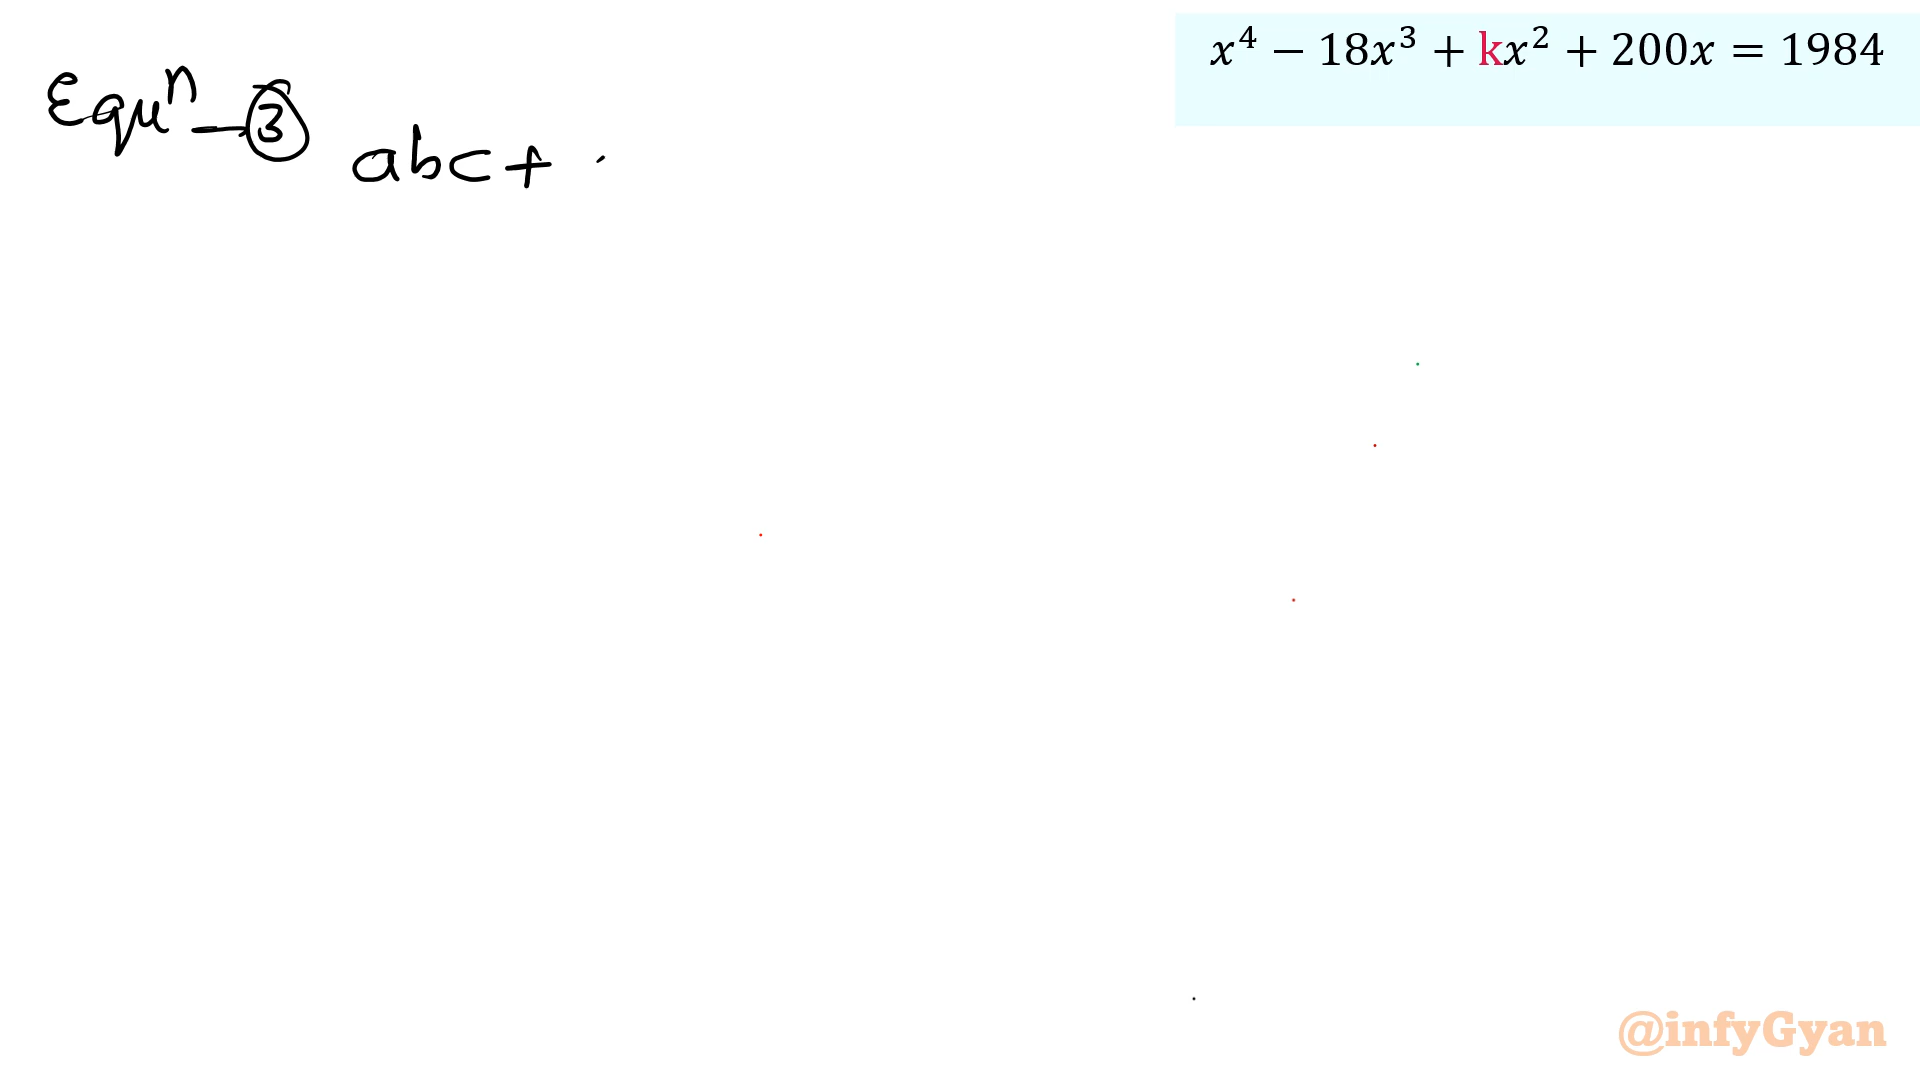 x⁴ − 18x³ + kx² + 200x = 1984
Equⁿ — ③
abc +
@infyGyan